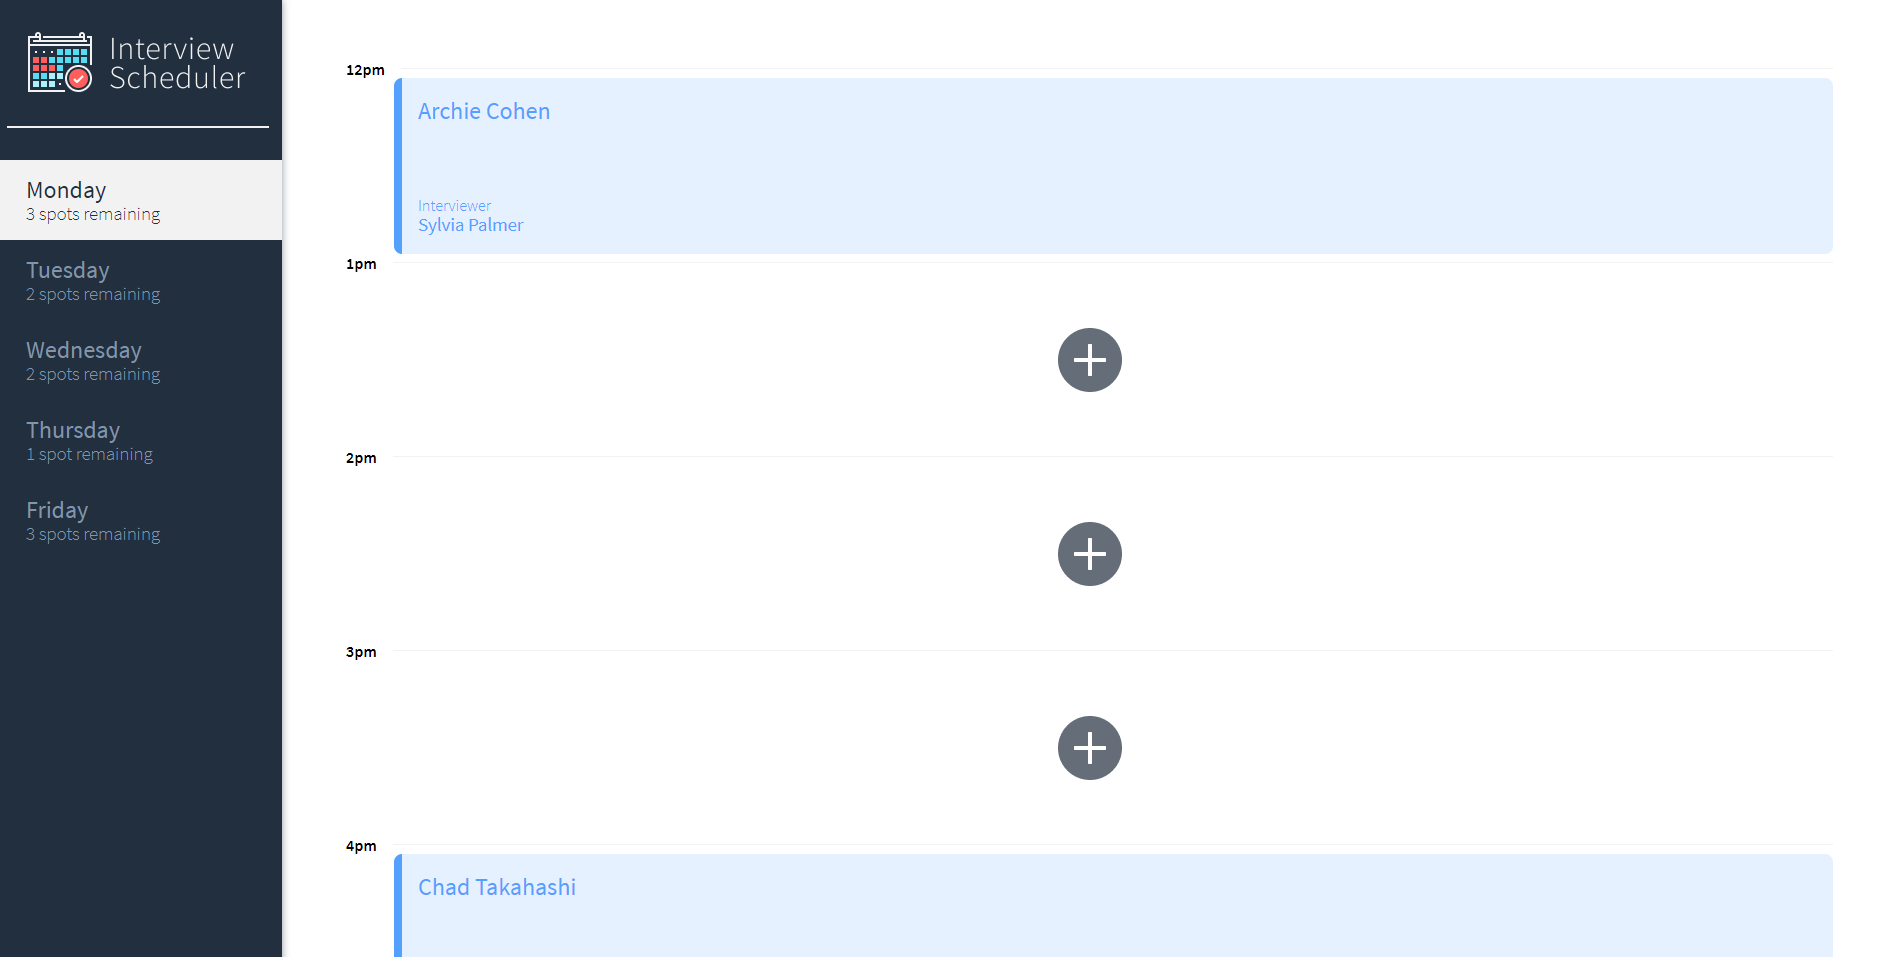 Interview
Scheduler
Monday
3 spots remaining
Tuesday
2 spots remaining
Wednesday
2 spots remaining
Thursday
1 spot remaining
Friday
3 spots remaining
12pm
Archie Cohen
Interviewer
Sylvia Palmer
1pm
2pm
3pm
4pm
Chad Takahashi